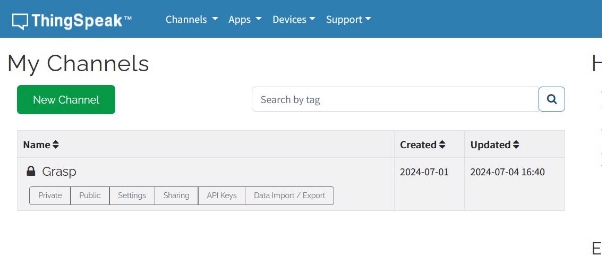 ThingSpeak™ Channels Apps Devices Support
My Channels
New Channel Search by tag
Name Created Updated
Grasp 2024-07-01 2024-07-04 16:40
Private Public Settings Sharing API Keys Data Import / Export
H
E